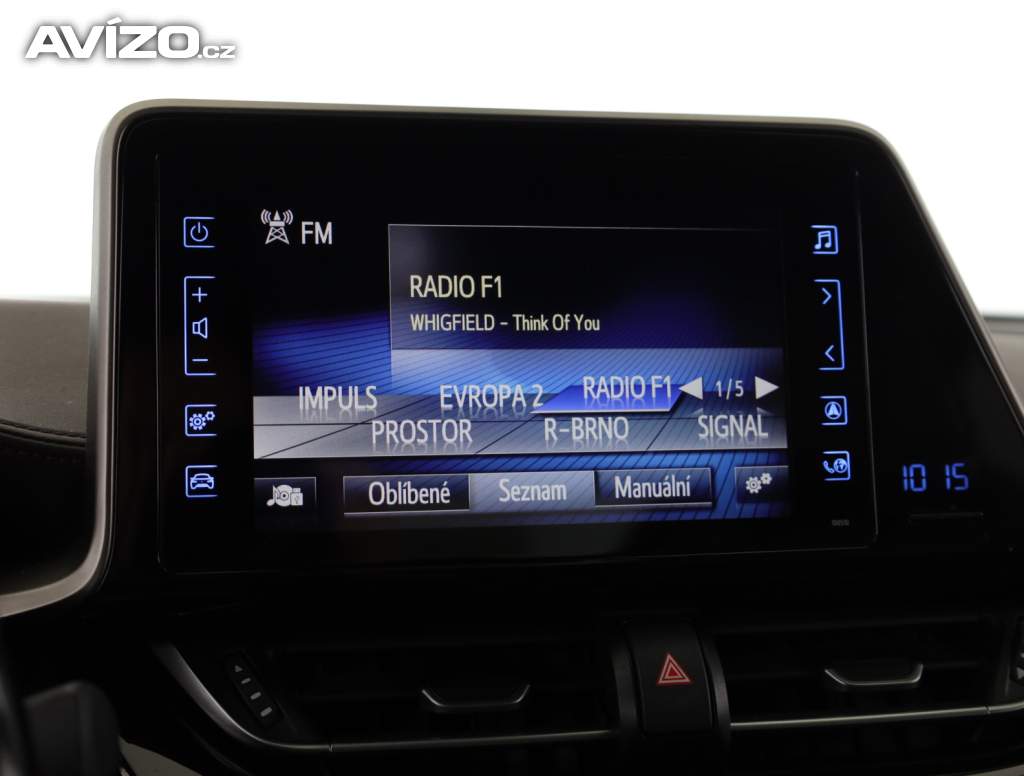 AVÍZO.cz
FM
RADIO F1
WHIGFIELD - Think Of You
IMPULS EVROPA 2 RADIO F1 1/5
PROSTOR R-BRNO SIGNAL
Oblíbené Seznam Manuální
10 15